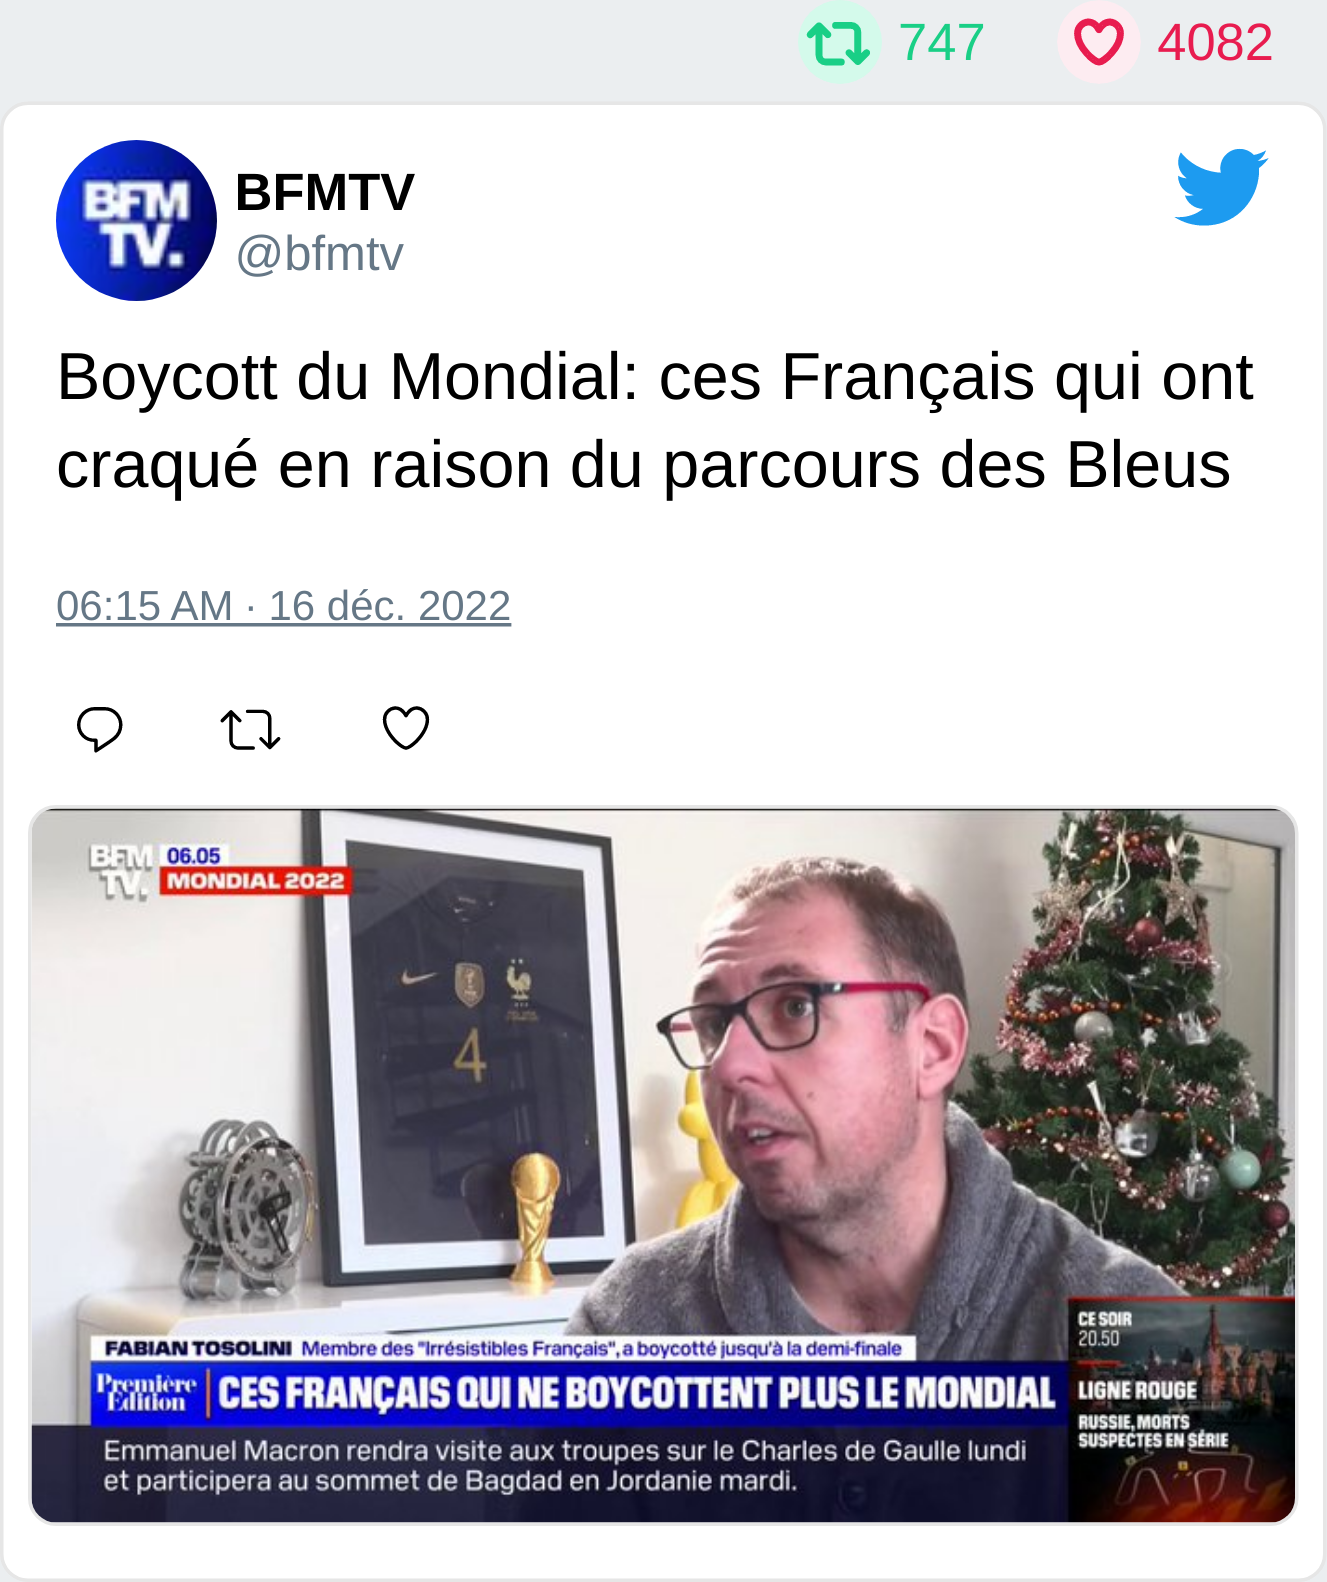 747 4082
BFM
TV.
BFMTV
@bfmtv
Boycott du Mondial: ces Français qui ont
craqué en raison du parcours des Bleus
06:15 AM · 16 déc. 2022
BFM
TV.
06.05
MONDIAL 2022
4
FABIAN TOSOLINI Membre des "Irrésistibles Français", a boycotté jusqu'à la demi-finale
Première
Édition
CES FRANÇAIS QUI NE BOYCOTTENT PLUS LE MONDIAL
Emmanuel Macron rendra visite aux troupes sur le Charles de Gaulle lundi
et participera au sommet de Bagdad en Jordanie mardi.
CE SOIR
20.50
LIGNE ROUGE
RUSSIE, MORTS
SUSPECTES EN SÉRIE